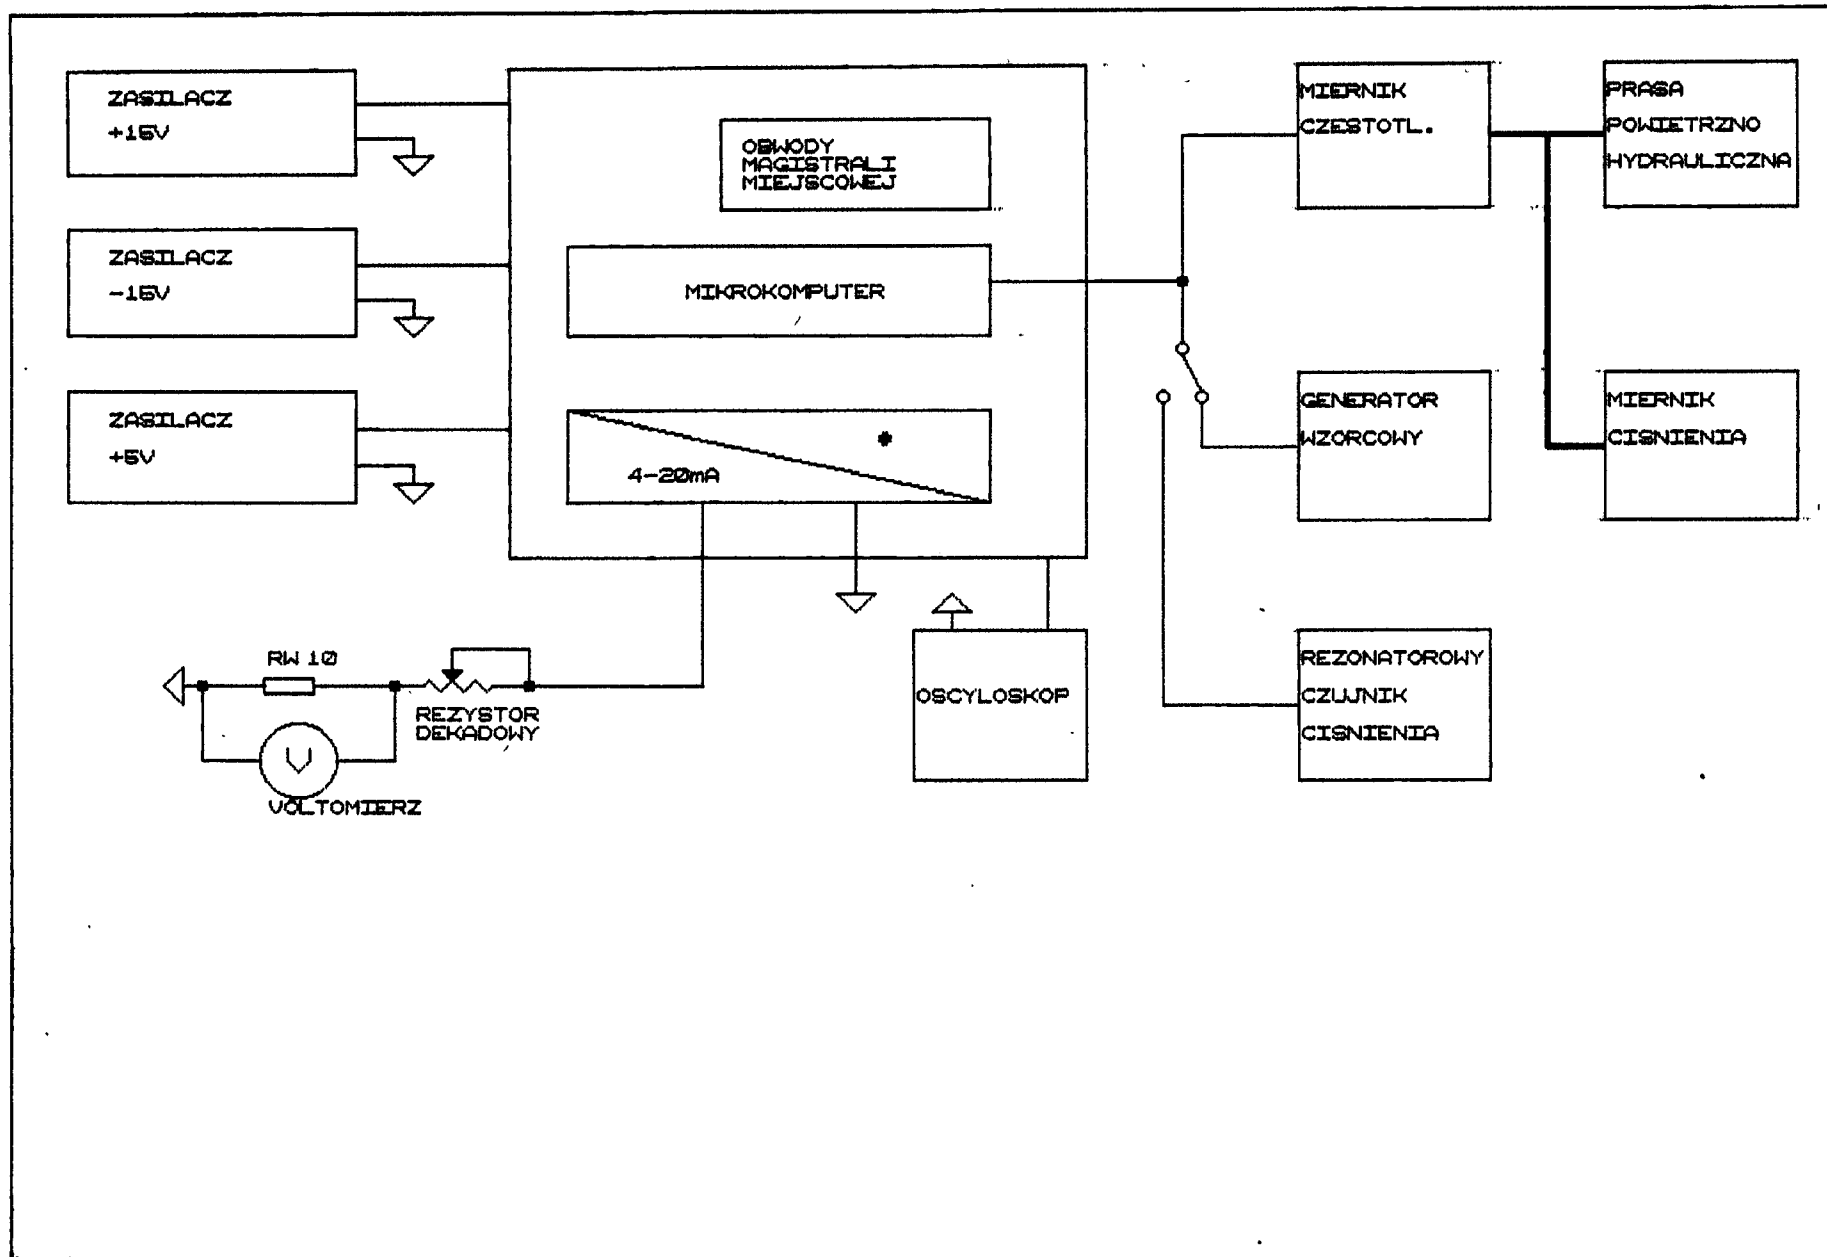 ZASILACZ
+15V
ZASILACZ
-15V
ZASILACZ
+5V
OBWODY
MAGISTRALI
MIEJSCOWEJ
MIKROKOMPUTER
*
4-20mA
MIERNIK
CZESTOTL.
PRASA
POWIETRZNO
HYDRAULICZNA
GENERATOR
WZORCOWY
MIERNIK
CISNIENIA
REZONATOROWY
CZUJNIK
CISNIENIA
OSCYLOSKOP
RW 10
REZYSTOR
DEKADOWY
V
VOLTOMIERZ